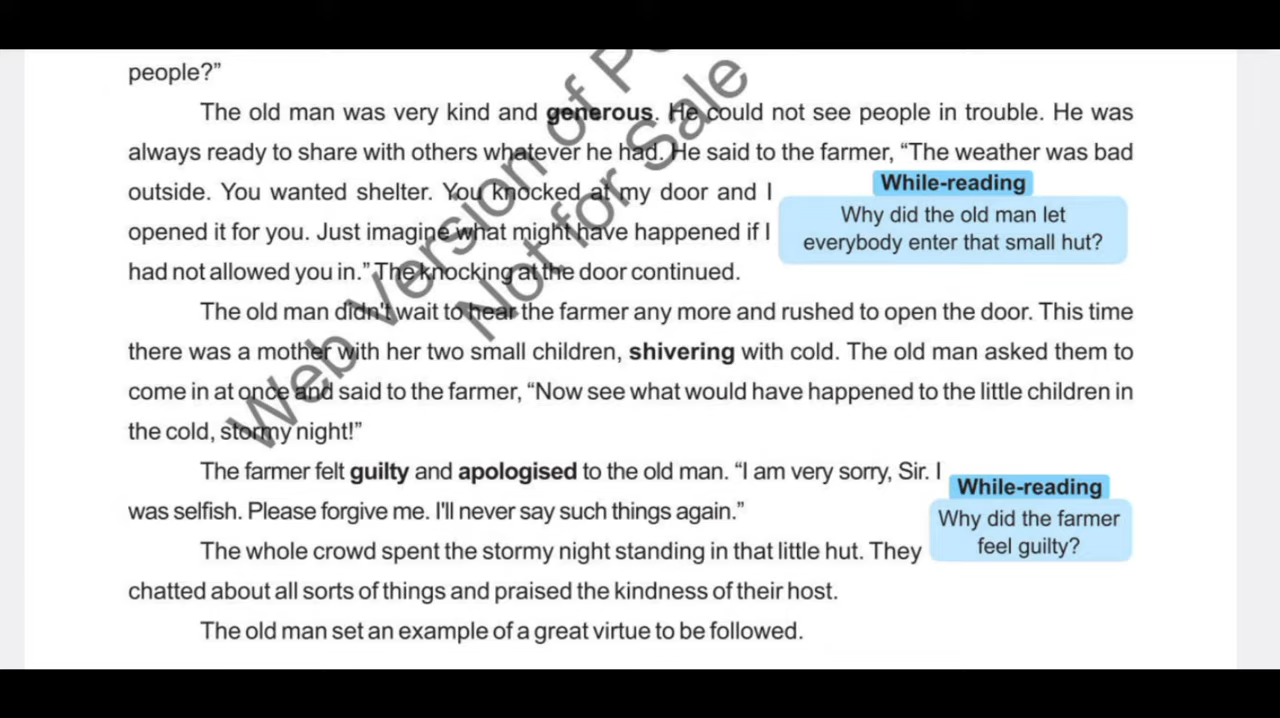 people?”
The old man was very kind and generous. He could not see people in trouble. He was
always ready to share with others whatever he had. He said to the farmer, “The weather was bad
outside. You wanted shelter. You knocked at my door and I
opened it for you. Just imagine what might have happened if I
had not allowed you in.” The knocking at the door continued.
While-reading
Why did the old man let
everybody enter that small hut?
The old man didn't wait to hear the farmer any more and rushed to open the door. This time
there was a mother with her two small children, shivering with cold. The old man asked them to
come in at once and said to the farmer, “Now see what would have happened to the little children in
the cold, stormy night!”
The farmer felt guilty and apologised to the old man. “I am very sorry, Sir. I
was selfish. Please forgive me. I'll never say such things again.”
While-reading
Why did the farmer
feel guilty?
The whole crowd spent the stormy night standing in that little hut. They
chatted about all sorts of things and praised the kindness of their host.
The old man set an example of a great virtue to be followed.
Web Version of
Not for Sale